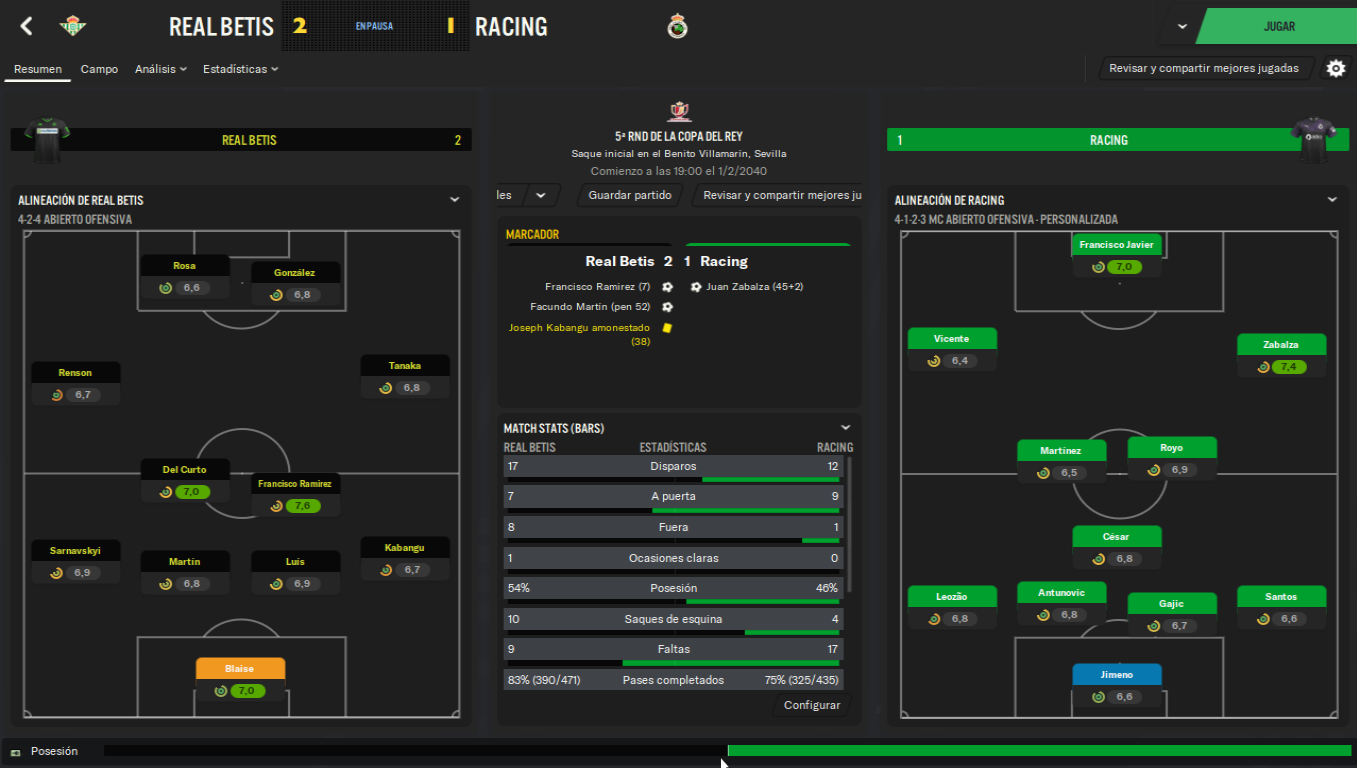 REAL BETIS 2 EN PAUSA 1 RACING JUGAR
Resumen Campo Análisis Estadísticas Revisar y compartir mejores jugadas
REAL BETIS 2
ALINEACIÓN DE REAL BETIS
4-2-4 ABIERTO OFENSIVA
Rosa
6,6
González
6,8
Renson
6,7
Tanaka
6,8
Del Curto
7,0
Francisco Ramírez
7,6
Sarnavskyi
6,9
Martín
6,8
Luis
6,9
Kabangu
6,7
Blaise
7,0
5ª RND DE LA COPA DEL REY
Saque inicial en el Benito Villamarín, Sevilla
Comienzo a las 19:00 el 1/2/2040
les Guardar partido Revisar y compartir mejores ju
MARCADOR
Real Betis 2 1 Racing
Francisco Ramírez (7) Juan Zabalza (45+2)
Facundo Martín (pen 52)
Joseph Kabangu amonestado
(38)
MATCH STATS (BARS)
REAL BETIS ESTADÍSTICAS RACING
17 Disparos 12
7 A puerta 9
8 Fuera 1
1 Ocasiones claras 0
54% Posesión 46%
10 Saques de esquina 4
9 Faltas 17
83% (390/471) Pases completados 75% (325/435)
Configurar
1 RACING
ALINEACIÓN DE RACING
4-1-2-3 MC ABIERTO OFENSIVA - PERSONALIZADA
Francisco Javier
7,0
Vicente
6,4
Zabalza
7,4
Martínez
6,5
Royo
6,9
César
6,8
Leozão
6,8
Antunovic
6,8
Gajic
6,7
Santos
6,6
Jimeno
6,6
Posesión